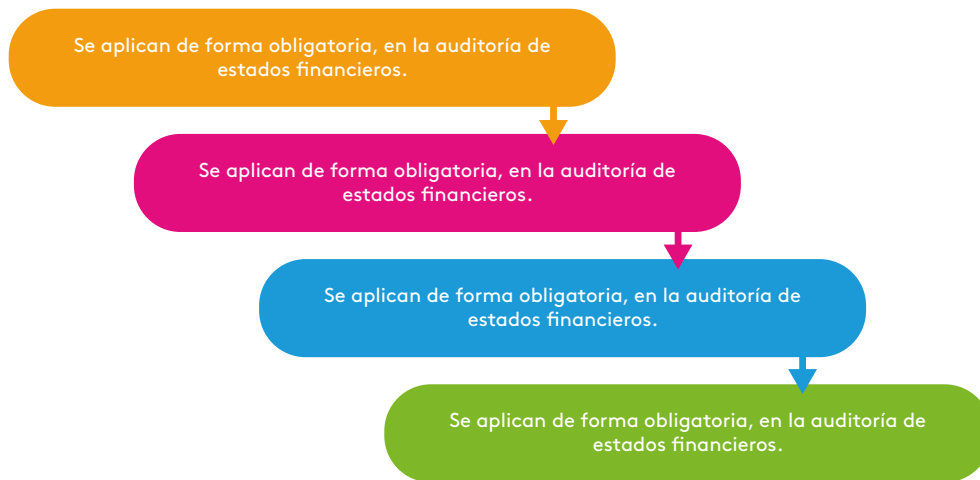 Se aplican de forma obligatoria, en la auditoría de
estados financieros.
Se aplican de forma obligatoria, en la auditoría de
estados financieros.
Se aplican de forma obligatoria, en la auditoría de
estados financieros.
Se aplican de forma obligatoria, en la auditoría de
estados financieros.